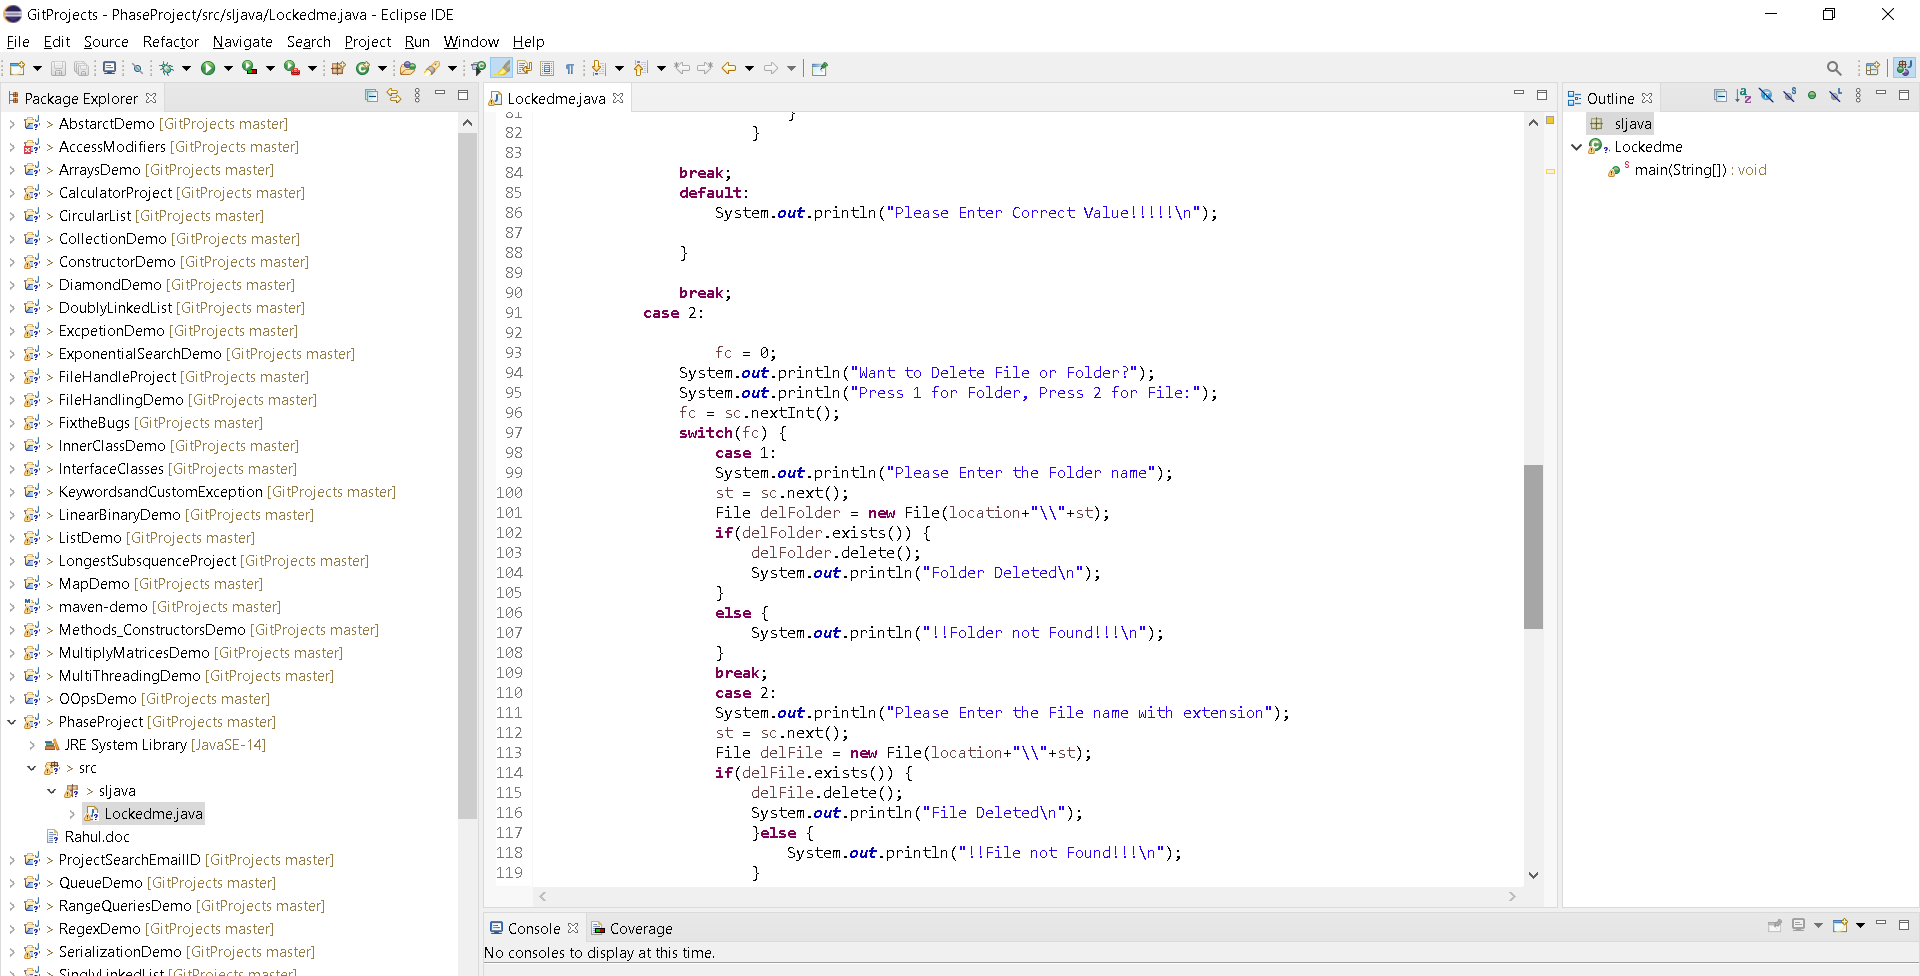 GitProjects - PhaseProject/src/sljava/Lockedme.java - Eclipse IDE
File Edit Source Refactor Navigate Search Project Run Window Help
Package Explorer
> AbstarctDemo [GitProjects master]
> AccessModifiers [GitProjects master]
> ArraysDemo [GitProjects master]
> CalculatorProject [GitProjects master]
> CircularList [GitProjects master]
> CollectionDemo [GitProjects master]
> ConstructorDemo [GitProjects master]
> DiamondDemo [GitProjects master]
> DoublyLinkedList [GitProjects master]
> ExcpetionDemo [GitProjects master]
> ExponentialSearchDemo [GitProjects master]
> FileHandleProject [GitProjects master]
> FileHandlingDemo [GitProjects master]
> FixtheBugs [GitProjects master]
> InnerClassDemo [GitProjects master]
> InterfaceClasses [GitProjects master]
> KeywordsandCustomException [GitProjects master]
> LinearBinaryDemo [GitProjects master]
> ListDemo [GitProjects master]
> LongestSubsquenceProject [GitProjects master]
> MapDemo [GitProjects master]
> maven-demo [GitProjects master]
> Methods_ConstructorsDemo [GitProjects master]
> MultiplyMatricesDemo [GitProjects master]
> MultiThreadingDemo [GitProjects master]
> OOpsDemo [GitProjects master]
> PhaseProject [GitProjects master]
JRE System Library [JavaSE-14]
> src
> sljava
Lockedme.java
Rahul.doc
> ProjectSearchEmailID [GitProjects master]
> QueueDemo [GitProjects master]
> RangeQueriesDemo [GitProjects master]
> RegexDemo [GitProjects master]
> SerializationDemo [GitProjects master]
> SinglyLinkedList [GitProjects master]
Lockedme.java
81 }
82 }
83
84 break;
85 default:
86 System.out.println("Please Enter Correct Value!!!!!\n");
87
88 }
89
90 break;
91 case 2:
92
93 fc = 0;
94 System.out.println("Want to Delete File or Folder?");
95 System.out.println("Press 1 for Folder, Press 2 for File:");
96 fc = sc.nextInt();
97 switch(fc) {
98 case 1:
99 System.out.println("Please Enter the Folder name");
100 st = sc.next();
101 File delFolder = new File(location+"\\"+st);
102 if(delFolder.exists()) {
103 delFolder.delete();
104 System.out.println("Folder Deleted\n");
105 }
106 else {
107 System.out.println("!!Folder not Found!!!\n");
108 }
109 break;
110 case 2:
111 System.out.println("Please Enter the File name with extension");
112 st = sc.next();
113 File delFile = new File(location+"\\"+st);
114 if(delFile.exists()) {
115 delFile.delete();
116 System.out.println("File Deleted\n");
117 }else {
118 System.out.println("!!File not Found!!!\n");
119 }
Outline
sljava
Lockedme
main(String[]) : void
Console Coverage
No consoles to display at this time.